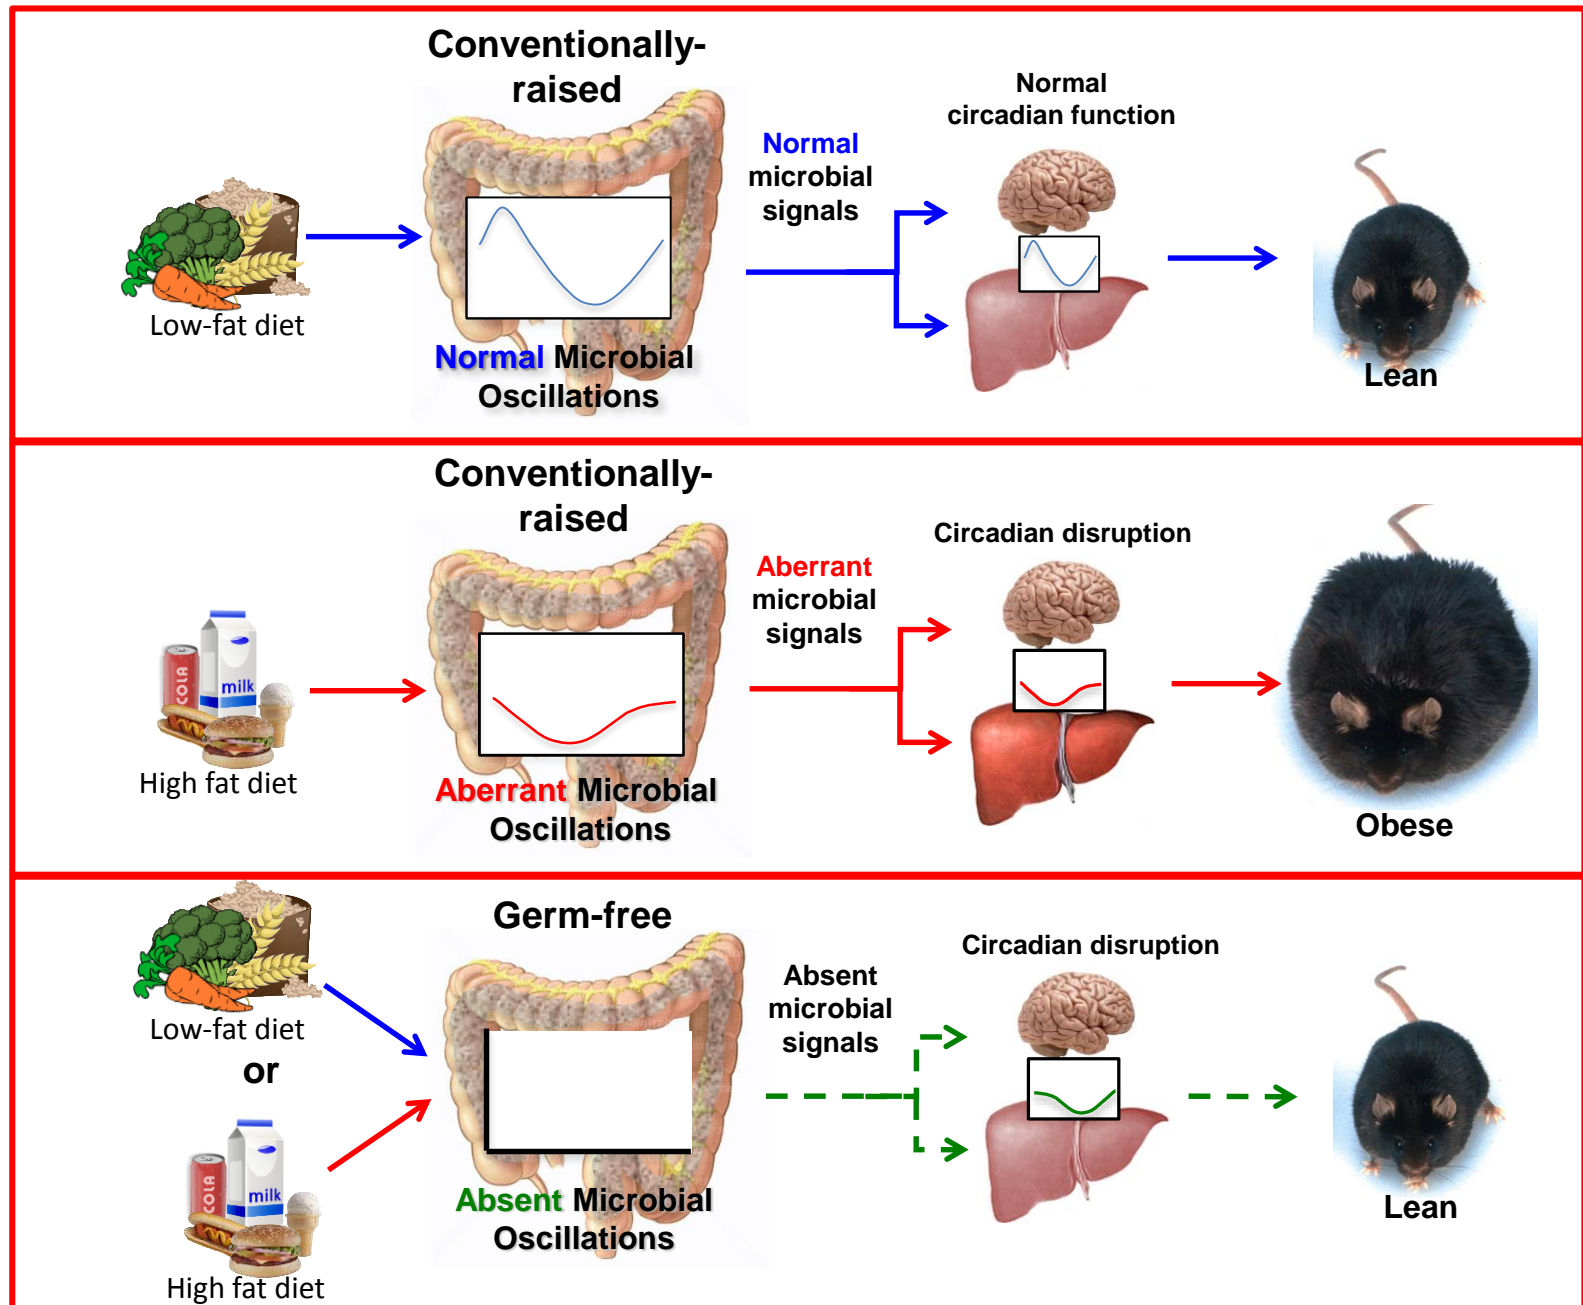 Conventionally-
raised
Normal
circadian function
Normal
microbial
signals
Low-fat diet
Normal Microbial
Oscillations
Lean
Conventionally-
raised
Circadian disruption
Aberrant
microbial
signals
COLA
milk
High fat diet
Aberrant Microbial
Oscillations
Obese
Germ-free
Circadian disruption
Absent
microbial
signals
Low-fat diet
or
COLA
milk
High fat diet
Absent Microbial
Oscillations
Lean